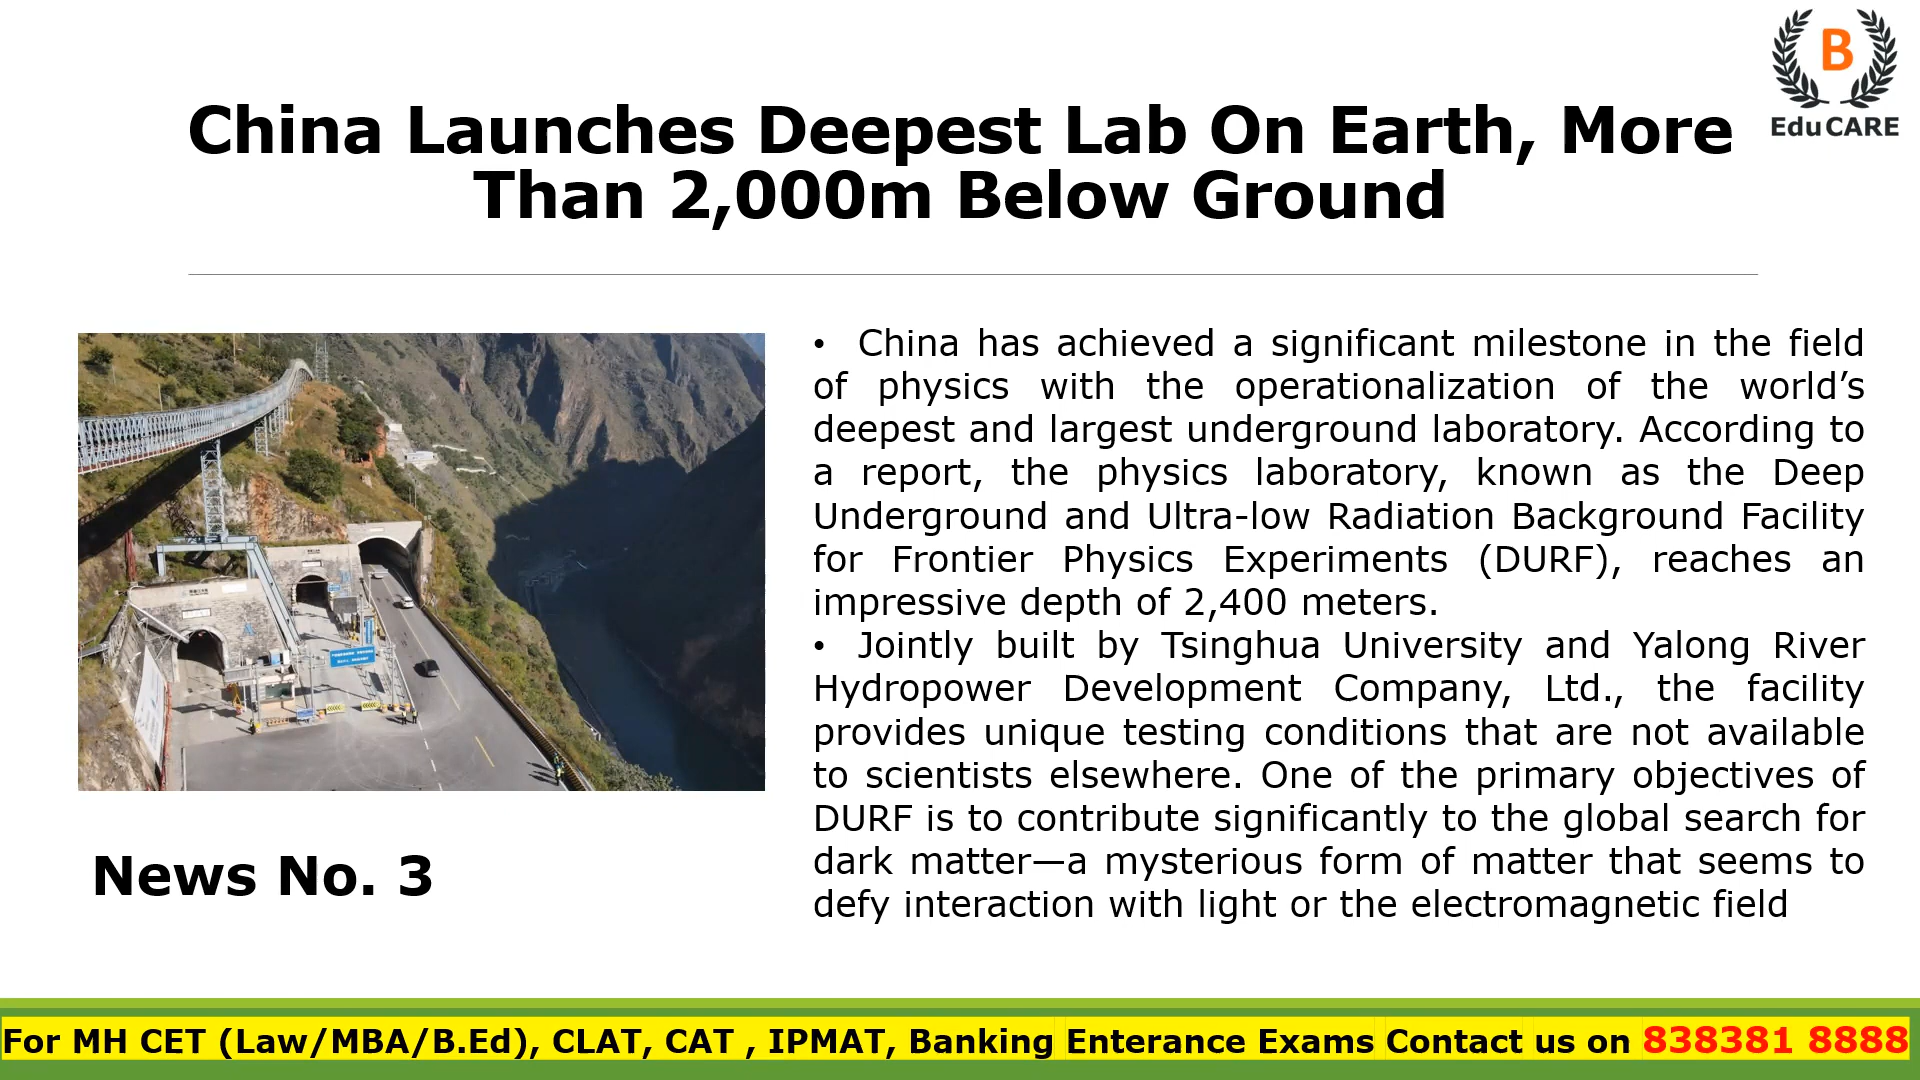 B
EduCARE
China Launches Deepest Lab On Earth, More
Than 2,000m Below Ground
• China has achieved a significant milestone in the field
of physics with the operationalization of the world’s
deepest and largest underground laboratory. According to
a report, the physics laboratory, known as the Deep
Underground and Ultra-low Radiation Background Facility
for Frontier Physics Experiments (DURF), reaches an
impressive depth of 2,400 meters.
• Jointly built by Tsinghua University and Yalong River
Hydropower Development Company, Ltd., the facility
provides unique testing conditions that are not available
to scientists elsewhere. One of the primary objectives of
DURF is to contribute significantly to the global search for
dark matter—a mysterious form of matter that seems to
defy interaction with light or the electromagnetic field
News No. 3
For MH CET (Law/MBA/B.Ed), CLAT, CAT , IPMAT, Banking Enterance Exams Contact us on 838381 8888